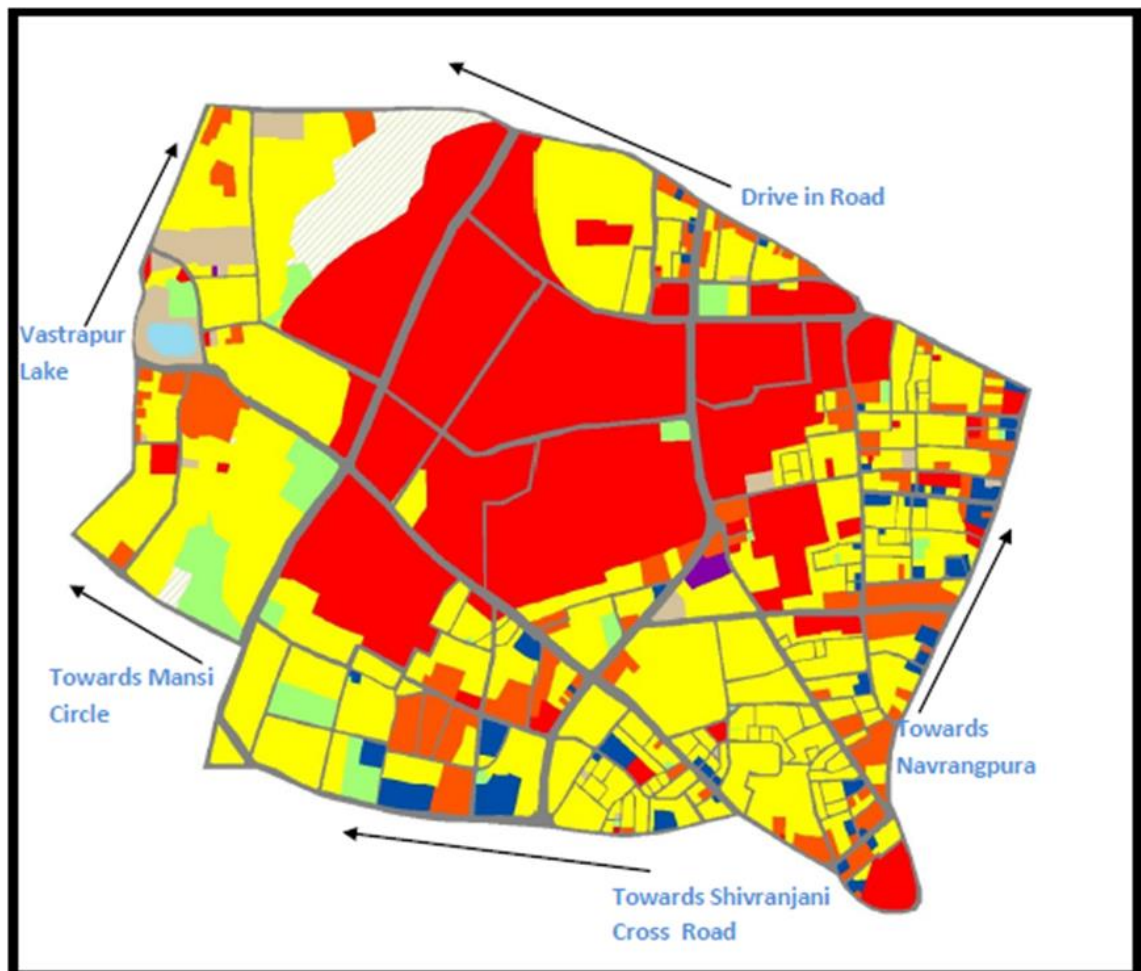 Drive in Road
Vastrapur
Lake
Towards Mansi
Circle
Towards
Navrangpura
Towards Shivranjani
Cross Road